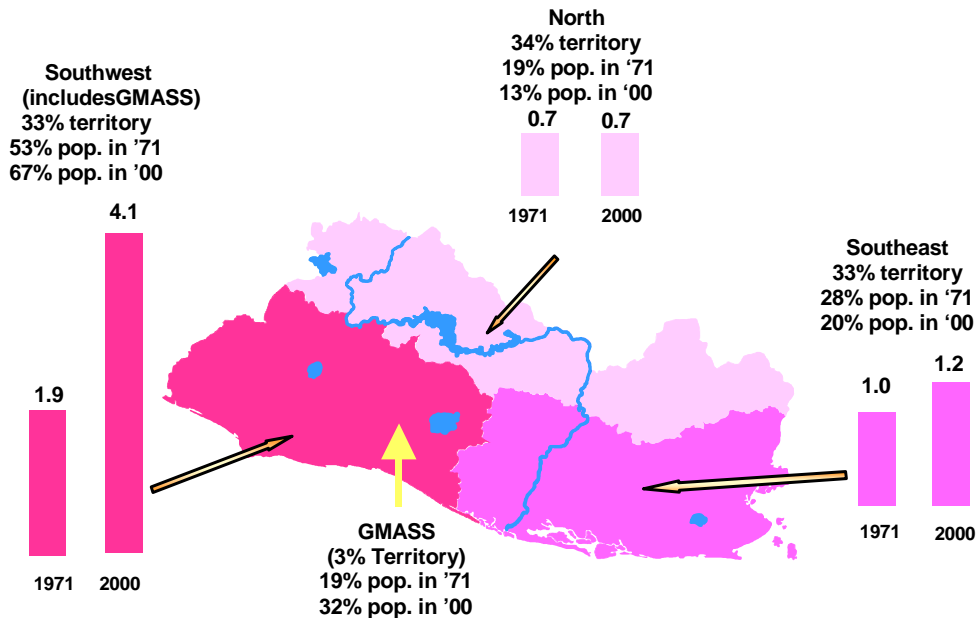 North
34% territory
19% pop. in '71
13% pop. in '00
0.7 0.7
1971 2000
Southwest
(includesGMASS)
33% territory
53% pop. in '71
67% pop. in '00
4.1
1.9
1971 2000
Southeast
33% territory
28% pop. in '71
20% pop. in '00
1.0 1.2
1971 2000
GMASS
(3% Territory)
19% pop. in '71
32% pop. in '00